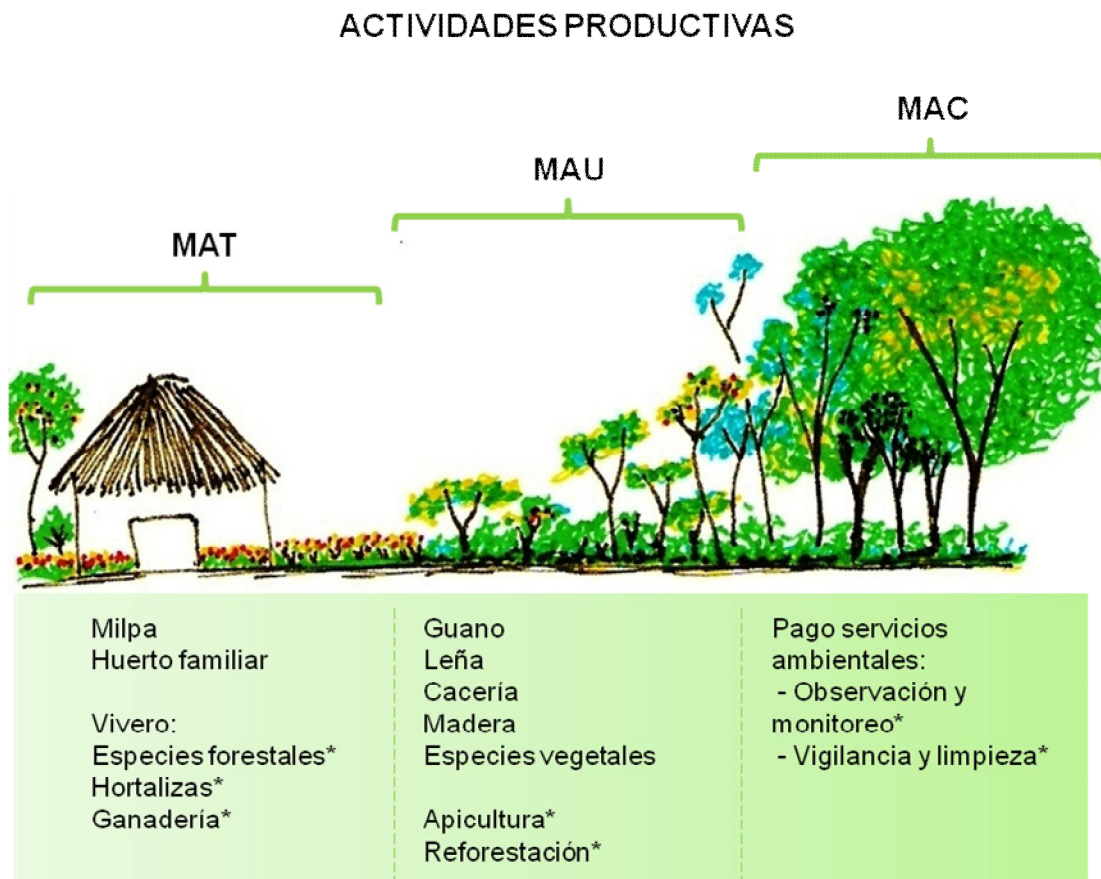 ACTIVIDADES PRODUCTIVAS
MAC
MAU
MAT
Milpa
Huerto familiar
Vivero:
Especies forestales*
Hortalizas*
Ganadería*
Guano
Leña
Cacería
Madera
Especies vegetales
Apicultura*
Reforestación*
Pago servicios
ambientales:
- Observación y
monitoreo*
- Vigilancia y limpieza*